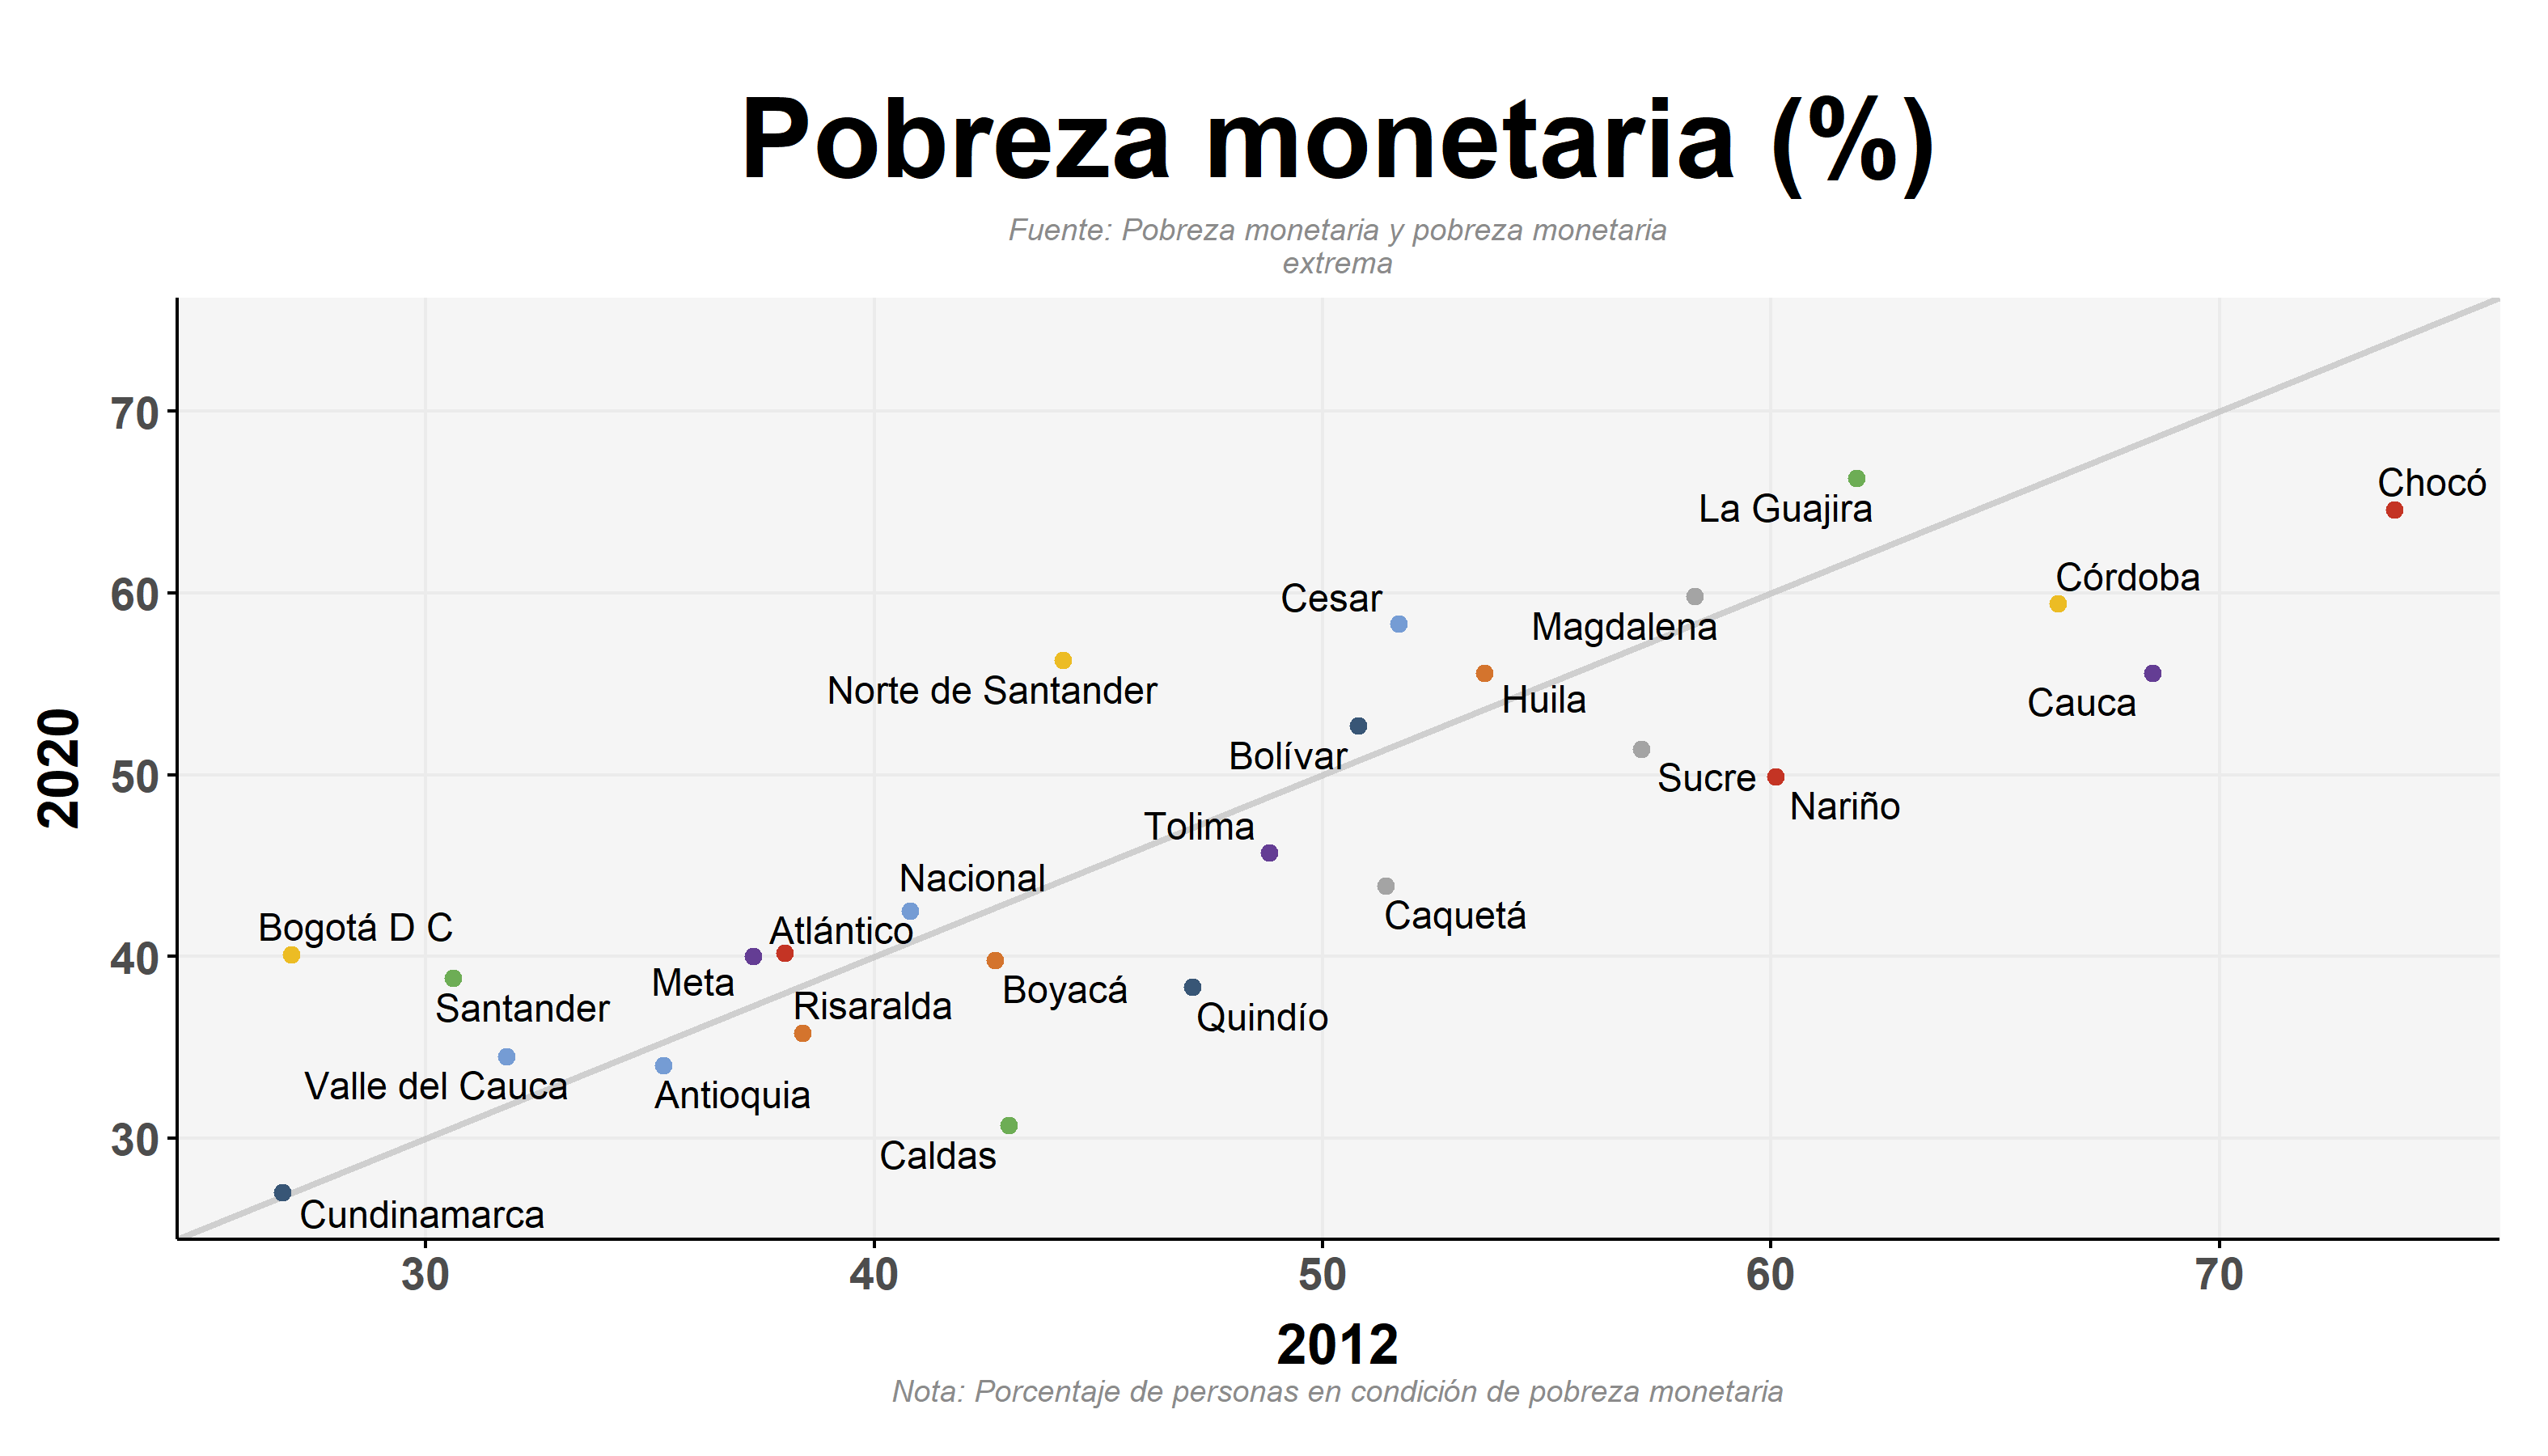 Pobreza monetaria (%)
Fuente: Pobreza monetaria y pobreza monetaria
extrema
2020
70
60
50
40
30
Chocó
La Guajira
Córdoba
Cesar
Magdalena
Norte de Santander
Huila
Cauca
Bolívar
Sucre
Nariño
Tolima
Nacional
Caquetá
Bogotá D C
Atlántico
Meta
Boyacá
Santander
Risaralda
Quindío
Valle del Cauca
Antioquia
Caldas
Cundinamarca
30
40
50
60
70
2012
Nota: Porcentaje de personas en condición de pobreza monetaria